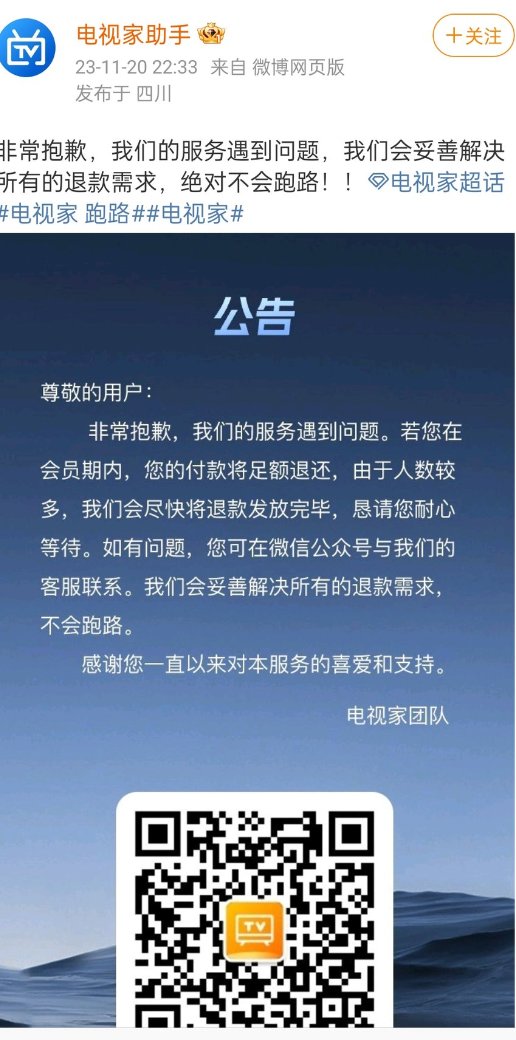 电视家助手
+关注
23-11-20 22:33 来自 微博网页版
发布于 四川
非常抱歉，我们的服务遇到问题，我们会妥善解决
所有的退款需求，绝对不会跑路！！电视家超话
#电视家 跑路##电视家#
公告
尊敬的用户：
非常抱歉，我们的服务遇到问题。若您在
会员期内，您的付款将足额退还，由于人数较
多，我们会尽快将退款发放完毕，恳请您耐心
等待。如有问题，您可在微信公众号与我们的
客服联系。我们会妥善解决所有的退款需求，
不会跑路。
感谢您一直以来对本服务的喜爱和支持。
电视家团队
TV